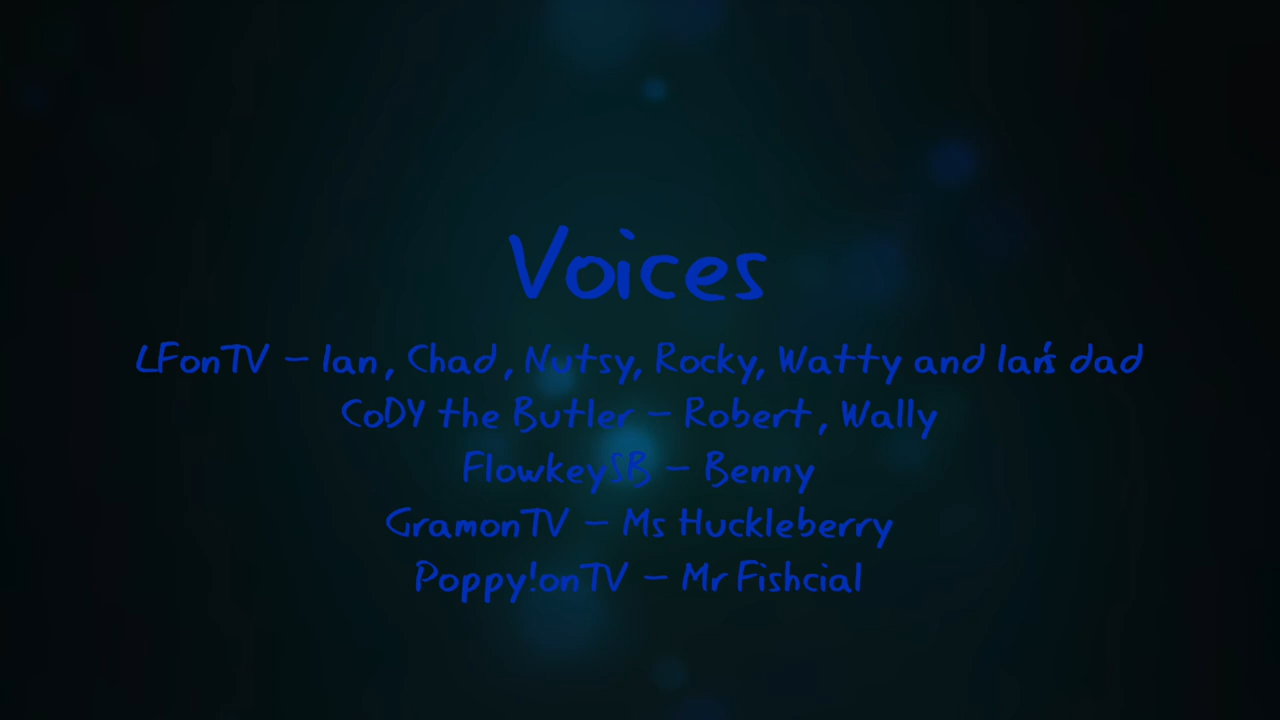 Voices
LFonTV - Ian, Chad, Nutsy, Rocky, Watty and Ian's dad
CoDY the Butler - Robert, Wally
FlowkeySB - Benny
GramonTV - Ms Huckleberry
Poppy!onTV - Mr Fishcial